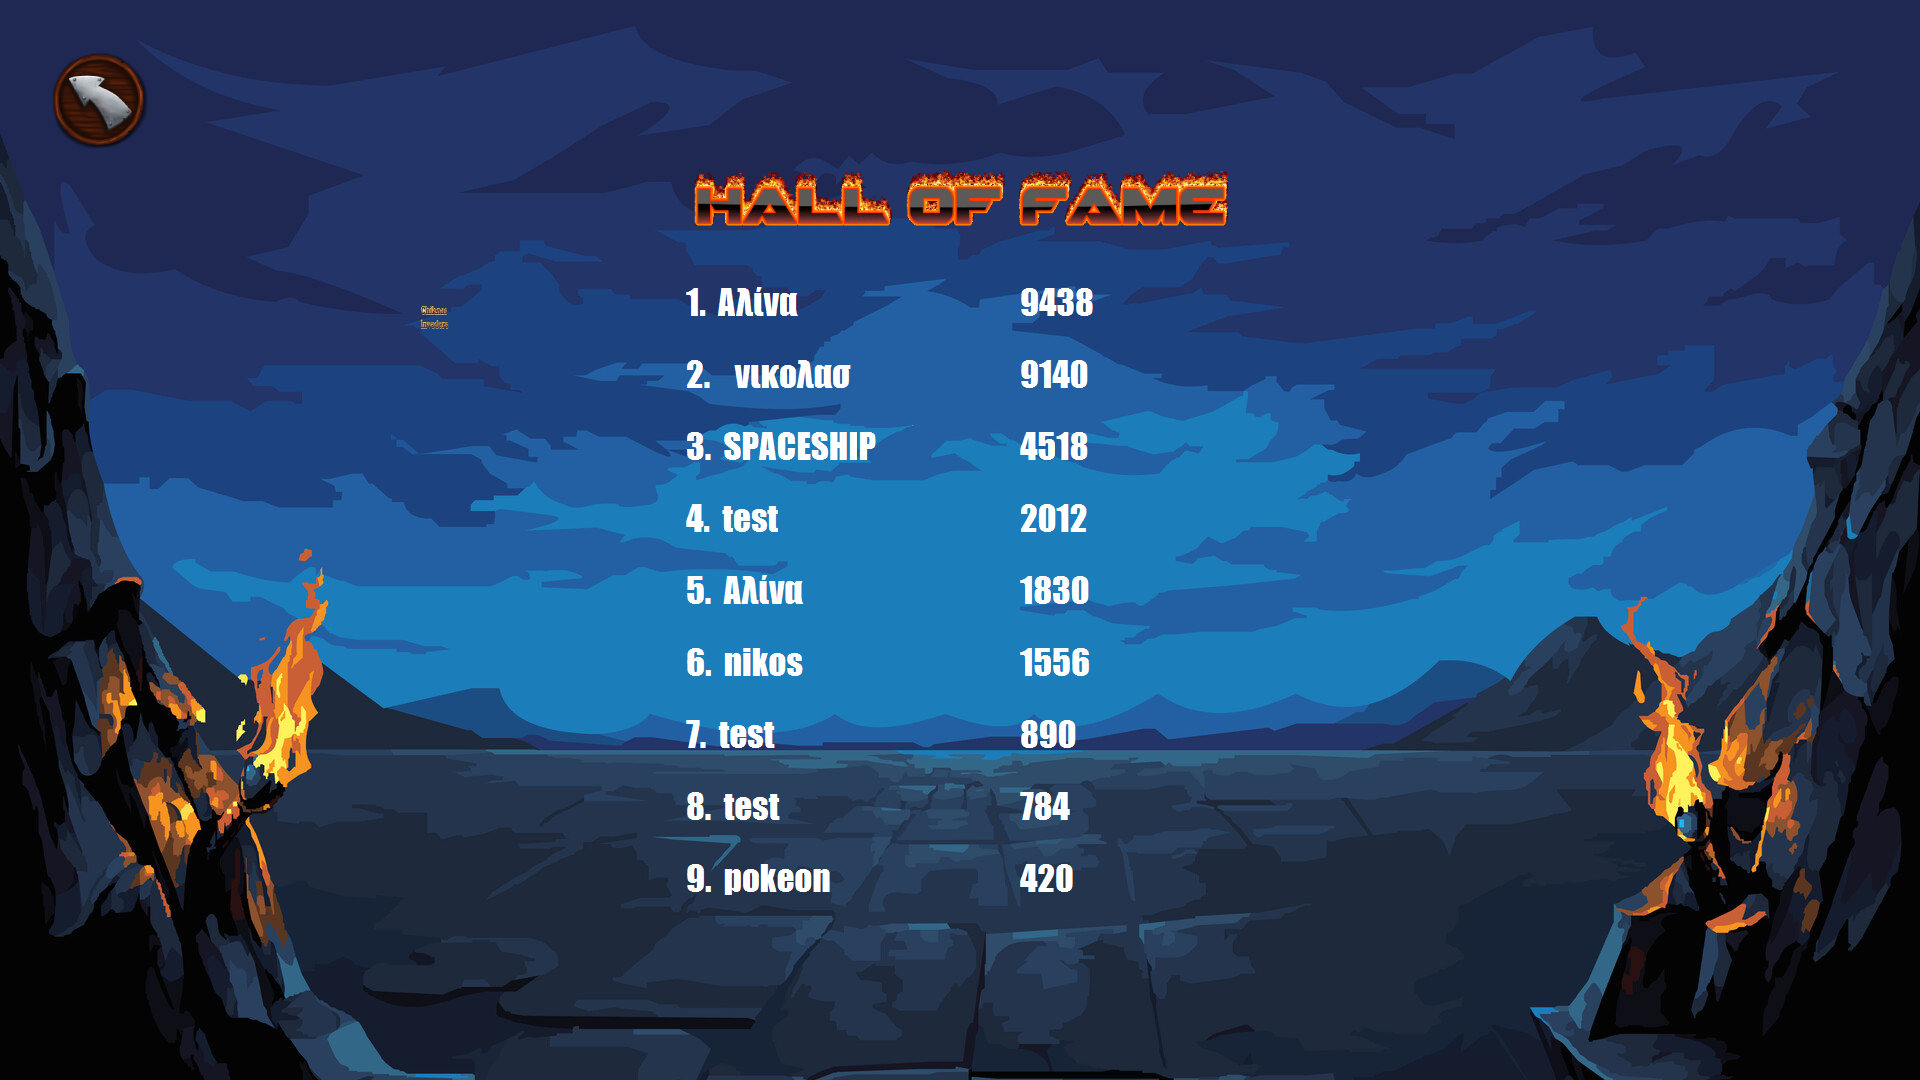 HALL OF FAME
1. Αλίνα 9438
2. νικολασ 9140
3. SPACESHIP 4518
4. test 2012
5. Αλίνα 1830
6. nikos 1556
7. test 890
8. test 784
9. pokeon 420